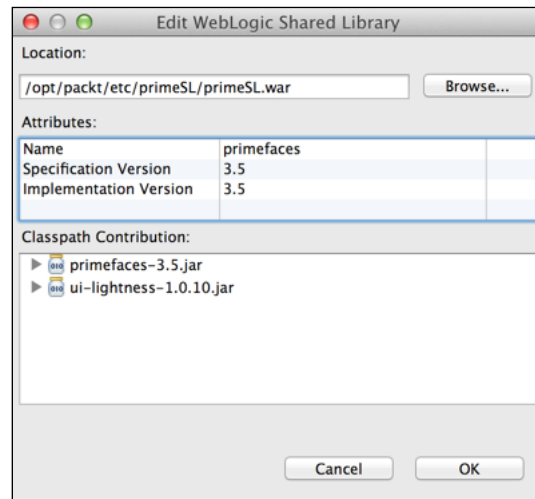 Edit WebLogic Shared Library
Location:
/opt/packt/etc/primeSL/primeSL.war Browse...
Attributes:
Name primefaces
Specification Version 3.5
Implementation Version 3.5
Classpath Contribution:
primefaces-3.5.jar
ui-lightness-1.0.10.jar
Cancel OK